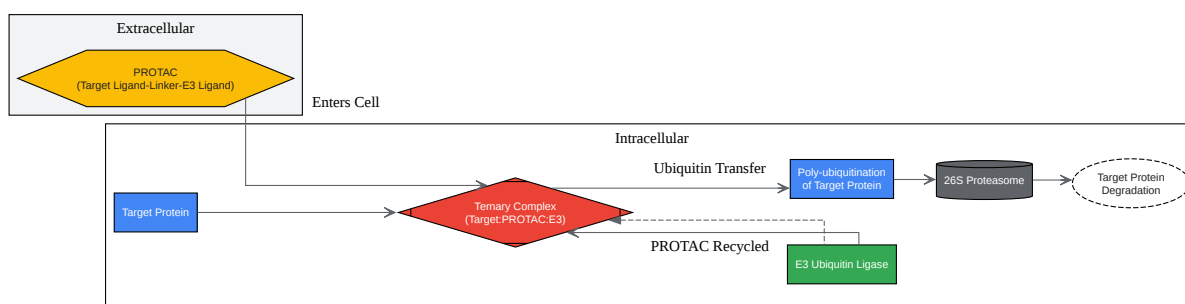 Extracellular
PROTAC
(Target Ligand-Linker-E3 Ligand)
Enters Cell
Intracellular
Ubiquitin Transfer
Poly-ubiquitination
of Target Protein
26S Proteasome
Target Protein
Degradation
Target Protein
Ternary Complex
(Target:PROTAC:E3)
PROTAC Recycled
E3 Ubiquitin Ligase